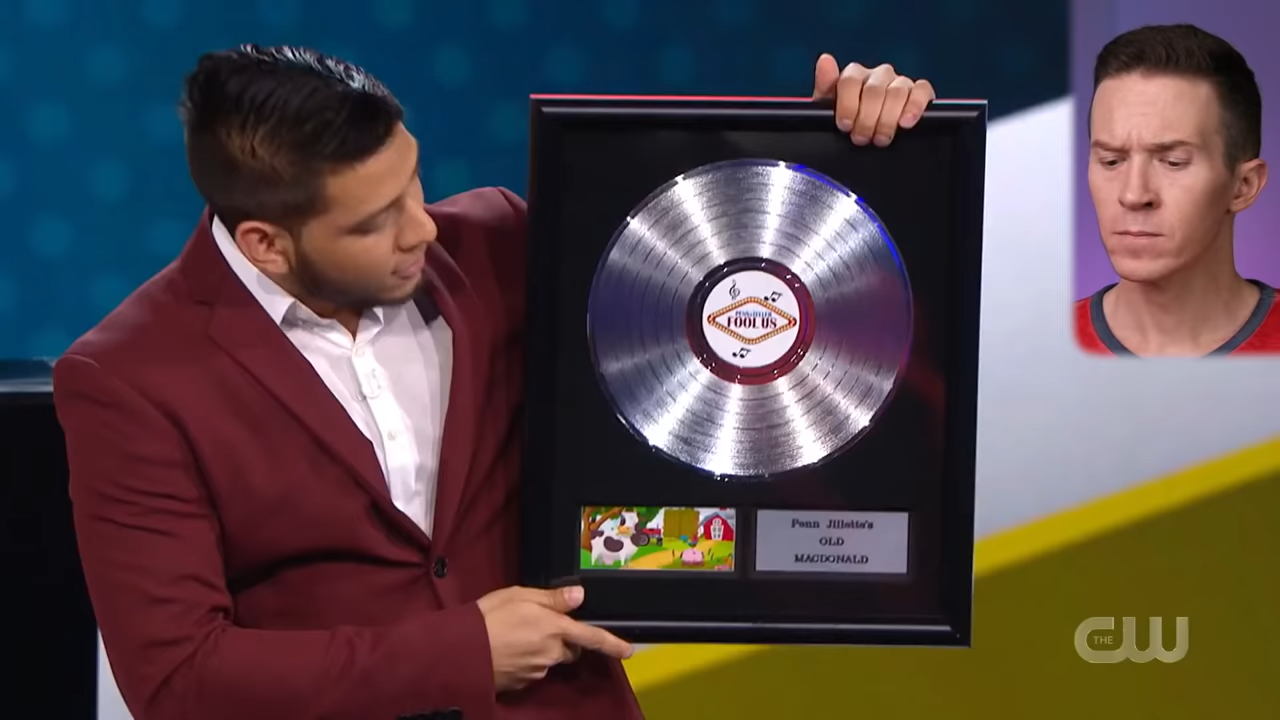 PENN & TELLER
FOOL US
Penn Jillette's
OLD
MACDONALD
THE CW